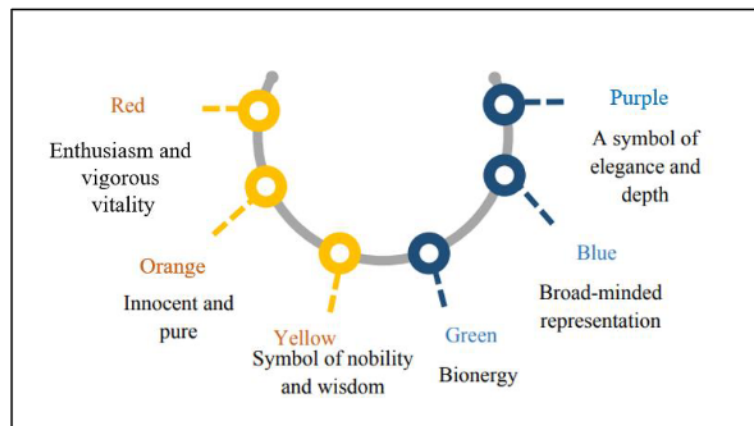 Red
Enthusiasm and
vigorous
vitality
Orange
Innocent and
pure
Yellow
Symbol of nobility
and wisdom
Green
Bionergy
Blue
Broad-minded
representation
Purple
A symbol of
elegance and
depth